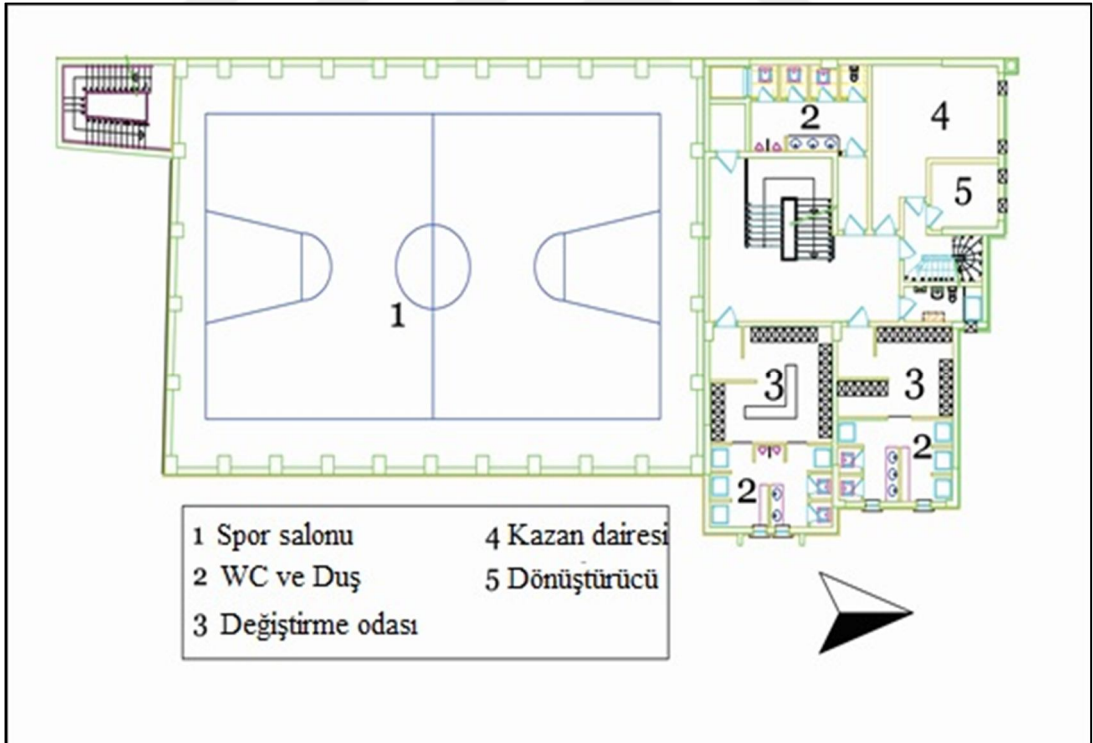 2
4
5
1
3
3
2
2
1 Spor salonu
2 WC ve Duş
3 Değiştirme odası
4 Kazan dairesi
5 Dönüştürücü